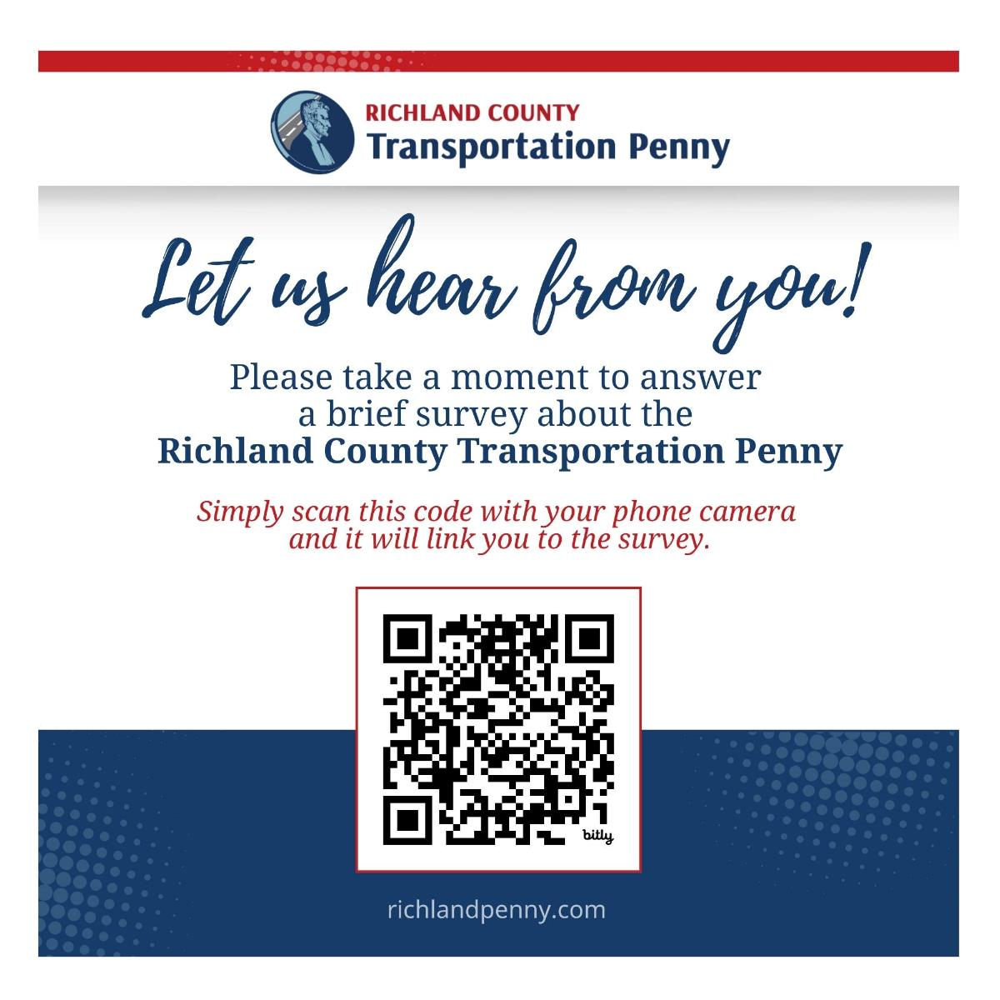 RICHLAND COUNTY
Transportation Penny
Let us hear from you!
Please take a moment to answer
a brief survey about the
Richland County Transportation Penny
Simply scan this code with your phone camera
and it will link you to the survey.
bitly
richlandpenny.com